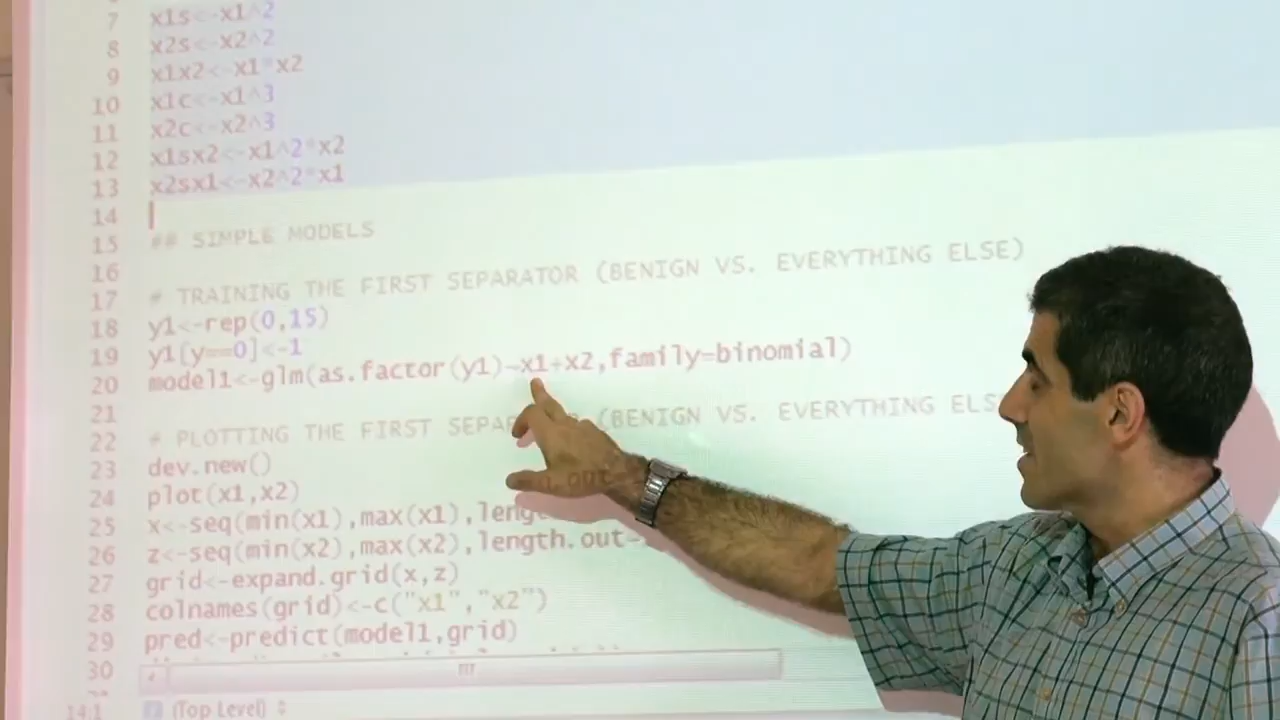 7 x1s<-x1^2
8 x2s<-x2^2
9 x1x2<-x1*x2
10 x1c<-x1^3
11 x2c<-x2^3
12 x1sx2<-x1^2*x2
13 x2sx1<-x2^2*x1
14
15 ## SIMPLE MODELS
16
17 # TRAINING THE FIRST SEPARATOR (BENIGN VS. EVERYTHING ELSE)
18 y1<-rep(0,15)
19 y1[y==0]<-1
20 model1<-glm(as.factor(y1)~x1+x2,family=binomial)
21
22 # PLOTTING THE FIRST (BENIGN VS. EVERYTHING
23 dev.new()
24 plot(x1,x2)
25 x<-seq(min(x1),max(x1),
26 z<-seq(min(x2),max(x2),length.out
27 grid<-expand.grid(x,z)
28 colnames(grid)<-c("x1","x2")
29 pred<-predict(model1,grid)
30
14:1 (Top Level)